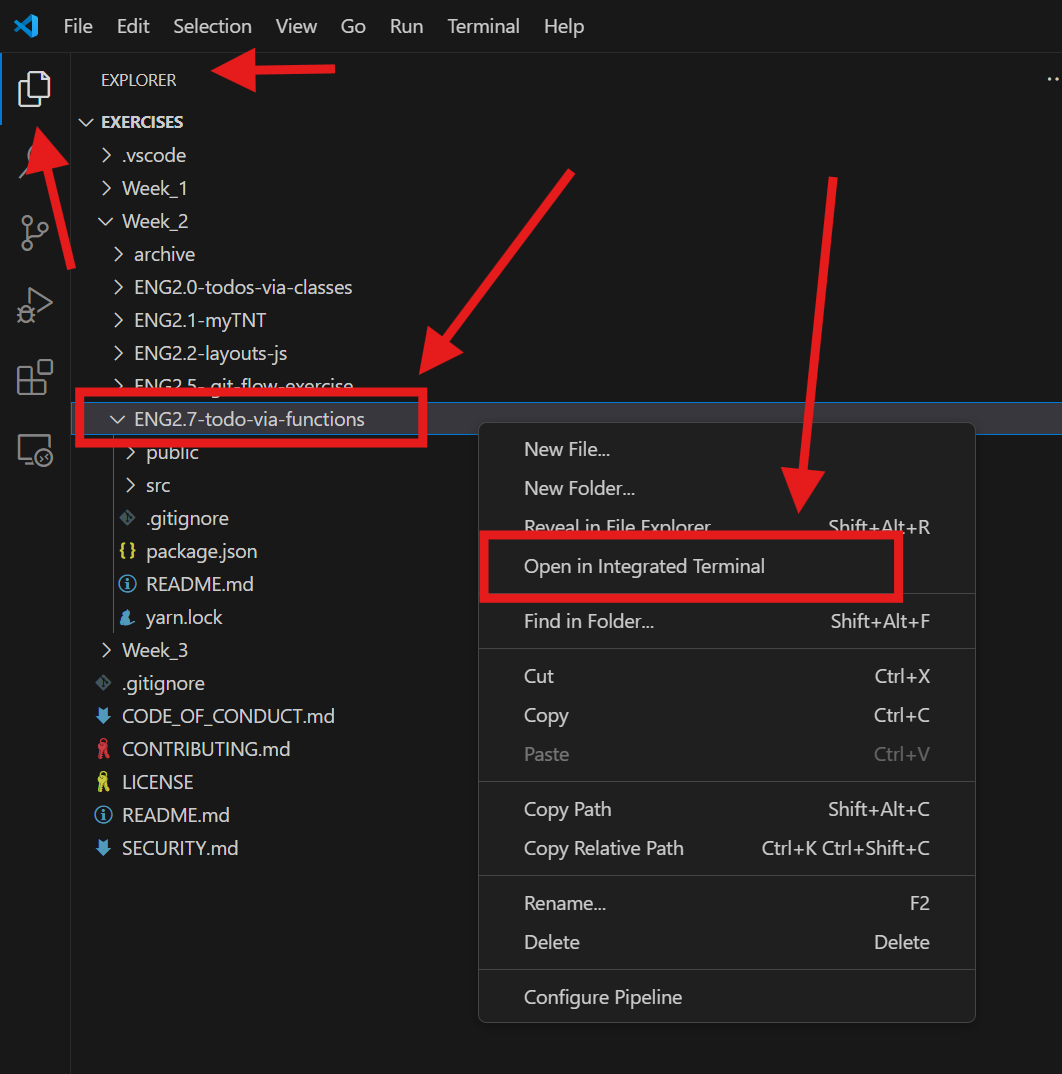 File Edit Selection View Go Run Terminal Help
EXPLORER
EXERCISES
.vscode
Week_1
Week_2
archive
ENG2.0-todos-via-classes
ENG2.1-myTNT
ENG2.2-layouts-js
ENG2.5-.git-flow-exercise
ENG2.7-todo-via-functions
public
src
.gitignore
package.json
README.md
yarn.lock
Week_3
.gitignore
CODE_OF_CONDUCT.md
CONTRIBUTING.md
LICENSE
README.md
SECURITY.md
New File...
New Folder...
Reveal in File Explorer Shift+Alt+R
Open in Integrated Terminal
Find in Folder... Shift+Alt+F
Cut Ctrl+X
Copy Ctrl+C
Paste Ctrl+V
Copy Path Shift+Alt+C
Copy Relative Path Ctrl+K Ctrl+Shift+C
Rename... F2
Delete Delete
Configure Pipeline